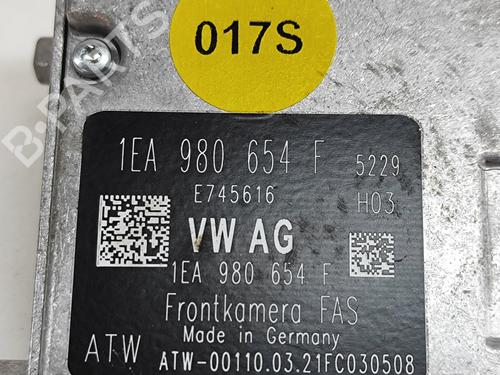 017S
1EA 980 654 F 5229
E745616 H03
VW AG
1EA 980 654 F
Frontkamera FAS
Made in Germany
ATW ATW-00110.03.21FC030508
B-PARTS